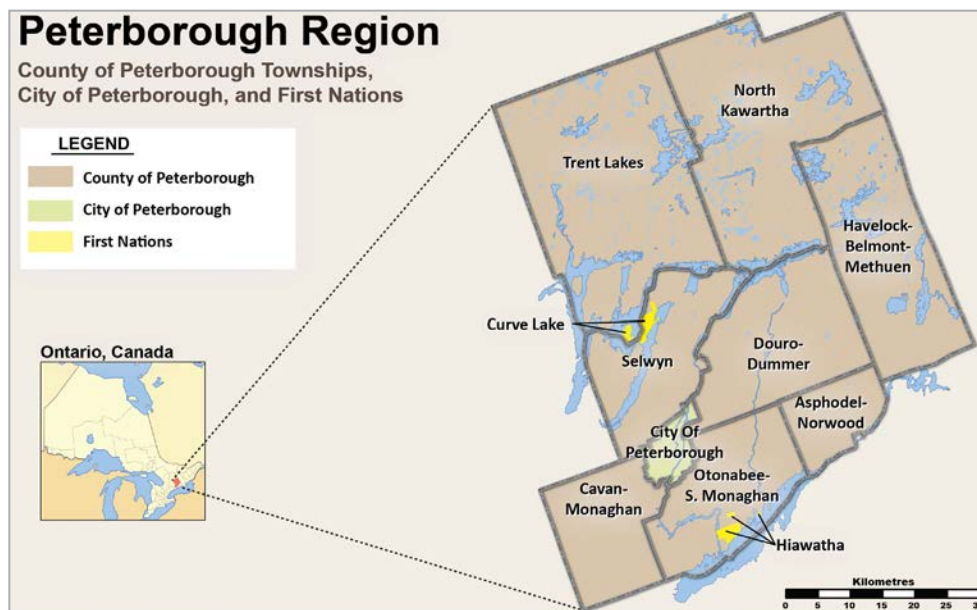 Peterborough Region
County of Peterborough Townships,
City of Peterborough, and First Nations
LEGEND
County of Peterborough
City of Peterborough
First Nations
North
Kawartha
Trent Lakes
Havelock-
Belmont-
Methuen
Curve Lake
Selwyn
Douro-
Dummer
Asphodel-
Norwood
City Of
Peterborough
Otonabee-
S. Monaghan
Cavan-
Monaghan
Hiawatha
Ontario, Canada
Kilometres
0 5 10 15 20 25